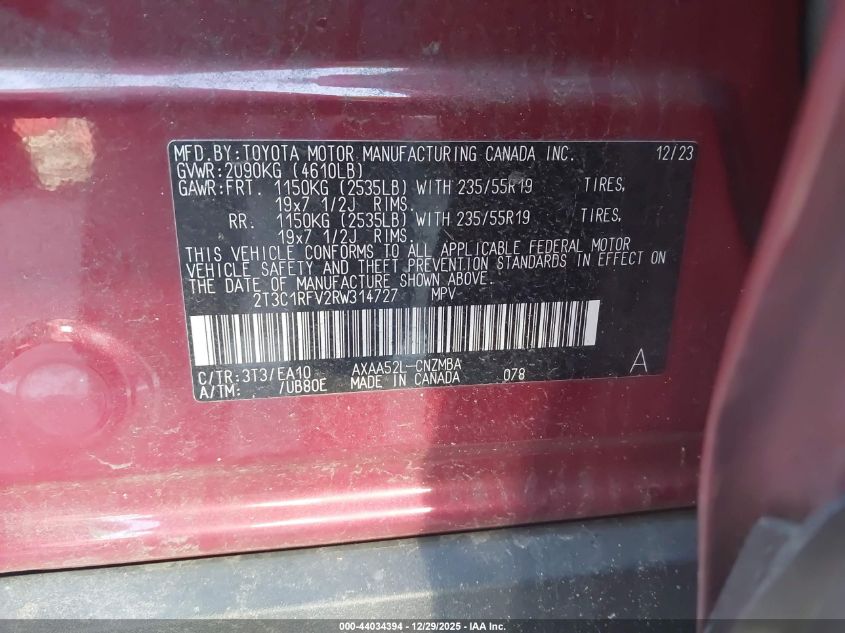 MFD.BY:TOYOTA MOTOR MANUFACTURING CANADA INC. 12/23
GVWR:2090KG (4610LB)
GAWR:FRT. 1150KG (2535LB) WITH 235/55R19 TIRES,
19x7 1/2J RIMS,
RR. 1150KG (2535LB) WITH 235/55R19 TIRES,
19x7 1/2J RIMS
THIS VEHICLE CONFORMS TO ALL APPLICABLE FEDERAL MOTOR
VEHICLE SAFETY AND THEFT PREVENTION STANDARDS IN EFFECT ON
THE DATE OF MANUFACTURE SHOWN ABOVE.
2T3C1RFV2RW314727 MPV
C/TR:3T3/EA10 AXAA52L-CNZMBA
A/TM: /UB80E MADE IN CANADA 078 A
000-44034394 - 12/29/2025 - IAA Inc.